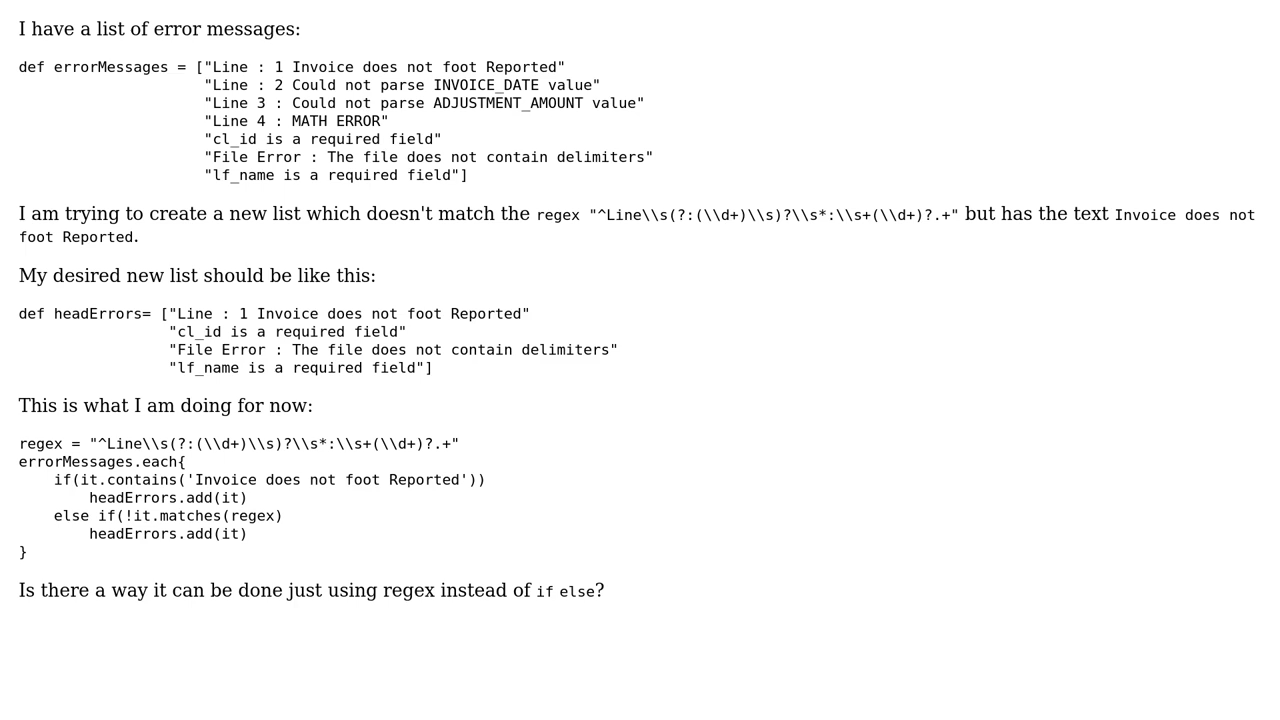 I have a list of error messages:
def errorMessages = ["Line : 1 Invoice does not foot Reported"
                     "Line : 2 Could not parse INVOICE_DATE value"
                     "Line 3 : Could not parse ADJUSTMENT_AMOUNT value"
                     "Line 4 : MATH ERROR"
                     "cl_id is a required field"
                     "File Error : The file does not contain delimiters"
                     "lf_name is a required field"]
I am trying to create a new list which doesn't match the regex "^Line\\s(?:(\\d+)\\s)?\\s*:\\s+(\\d+)?.+" but has the text Invoice does not
foot Reported.
My desired new list should be like this:
def headErrors= ["Line : 1 Invoice does not foot Reported"
                 "cl_id is a required field"
                 "File Error : The file does not contain delimiters"
                 "lf_name is a required field"]
This is what I am doing for now:
regex = "^Line\\s(?:(\\d+)\\s)?\\s*:\\s+(\\d+)?.+"
errorMessages.each{
    if(it.contains('Invoice does not foot Reported'))
        headErrors.add(it)
    else if(!it.matches(regex)
        headErrors.add(it)
}
Is there a way it can be done just using regex instead of if else?